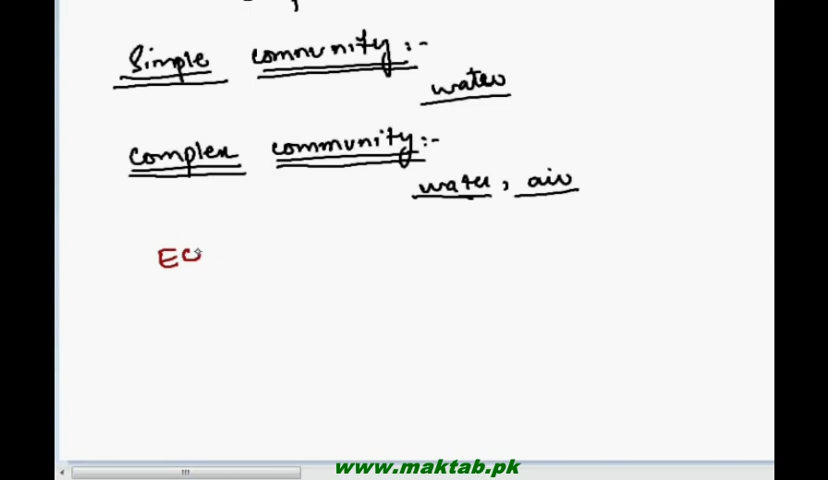 Simple community:-
water
Complex community:-
water, air
EC
www.maktab.pk